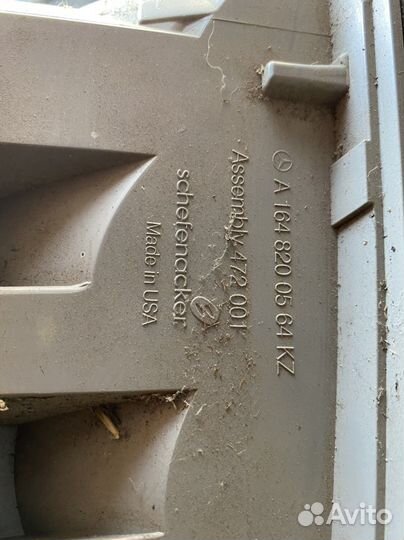 A 164 820 05 64 KZ
Assembly 472 001
schefenacker
Made in USA
Avito